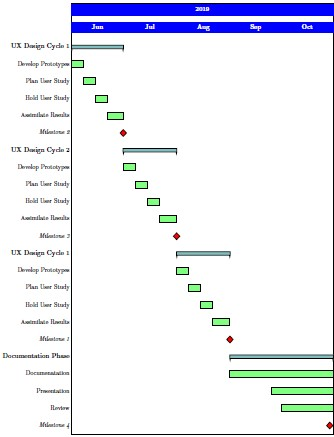 2019
Jun Jul Aug Sep Oct
UX Design Cycle 1
Develop Prototypes
Plan User Study
Hold User Study
Assimilate Results
Milestone 2
UX Design Cycle 2
Develop Prototypes
Plan User Study
Hold User Study
Assimilate Results
Milestone 3
UX Design Cycle 1
Develop Prototypes
Plan User Study
Hold User Study
Assimilate Results
Milestone 1
Documentation Phase
Documenatation
Presentation
Review
Milestone 4